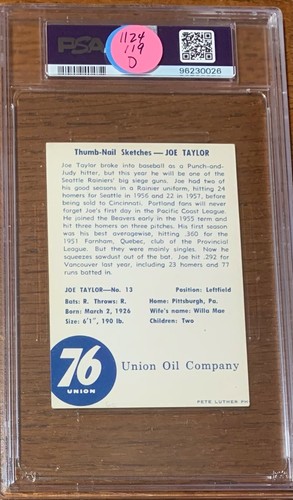 PSA
1124
119
D
96230026
Thumb-Nail Sketches — JOE TAYLOR
Joe Taylor broke into baseball as a Punch-and-
Judy hitter, but this year he will be one of the
Seattle Rainiers' big siege guns. Joe had two of
his good seasons in a Rainier uniform, hitting 24
homers for Seattle in 1956 and 22 in 1957, before
being sold to Cincinnati. Portland fans will never
forget Joe's first day in the Pacific Coast League.
He joined the Beavers early in the 1955 term and
hit three homers on three pitches. His first season
was his best averagewise, hitting .360 for the
1951 Farnham, Quebec, club of the Provincial
League. But they were mainly singles. Now he
squeezes sawdust out of the bat. Joe hit .292 for
Vancouver last year, including 23 homers and 77
runs batted in.
JOE TAYLOR—No. 13
Position: Leftfield
Bats: R. Throws: R.
Home: Pittsburgh, Pa.
Born: March 2, 1926
Wife's name: Willa Mae
Size: 6'1", 190 lb.
Children: Two
76
UNION
Union Oil Company
PETE LUTHER PH